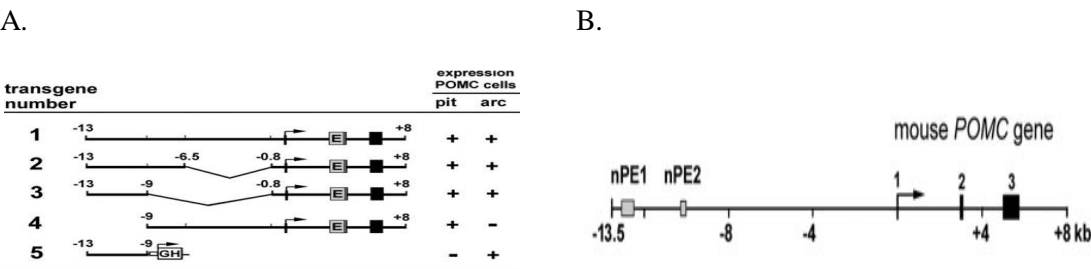 A.
B.
expression
POMC cells
transgene
number
pit arc
1 -13 E +8 + +
2 -13 -6.5 -0.8 E +8 + +
3 -13 -9 -0.8 E +8 + +
4 -9 E +8 + -
5 -13 -9 GH - +
mouse POMC gene
nPE1 nPE2 1 2 3
-13.5 -8 -4 +4 +8 kb